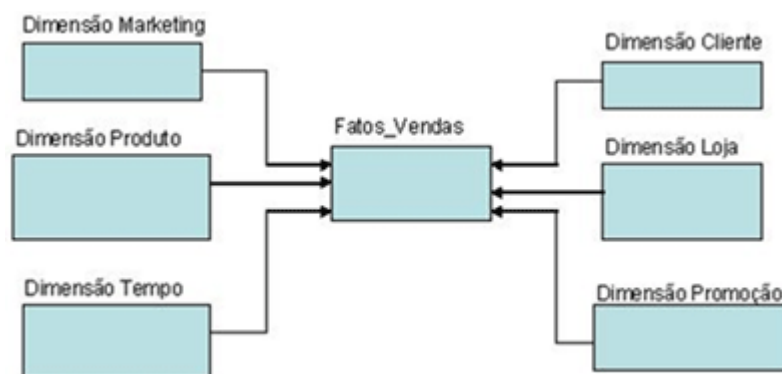 Dimensão Marketing
Dimensão Cliente
Dimensão Produto
Fatos_Vendas
Dimensão Loja
Dimensão Tempo
Dimensão Promoção